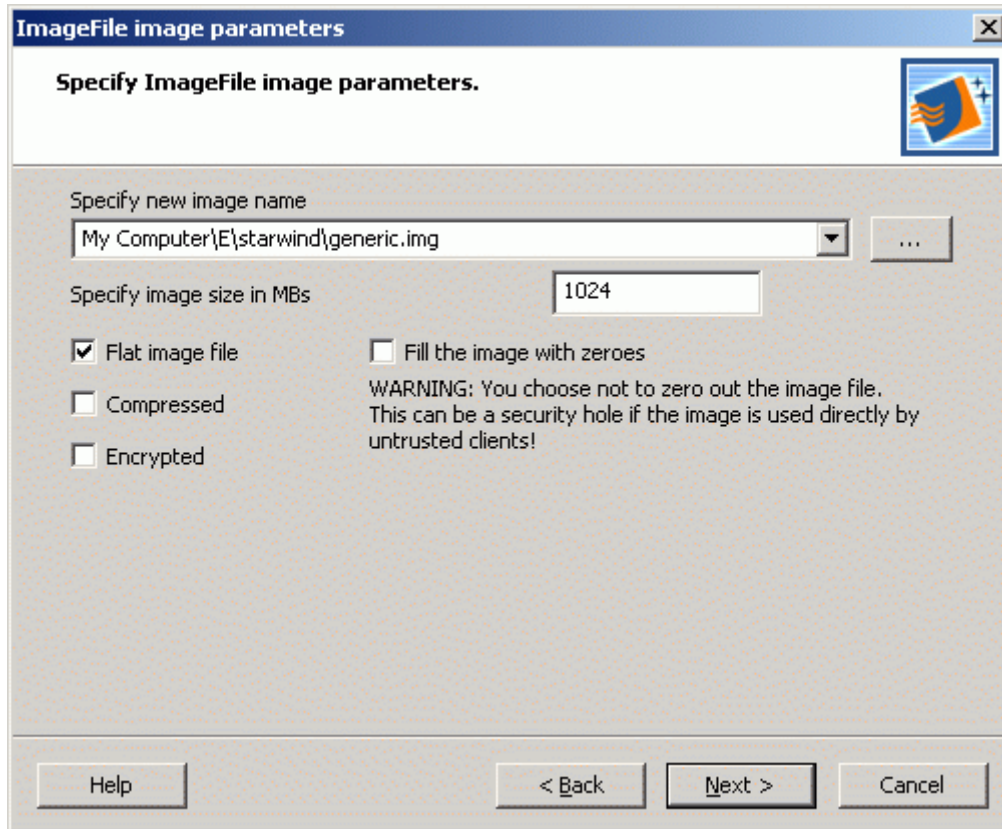 ImageFile image parameters
Specify ImageFile image parameters.
Specify new image name
My Computer\E\starwind\generic.img
...
Specify image size in MBs
1024
Flat image file
Fill the image with zeroes
Compressed
WARNING: You choose not to zero out the image file.
This can be a security hole if the image is used directly by
untrusted clients!
Encrypted
Help
< Back
Next >
Cancel